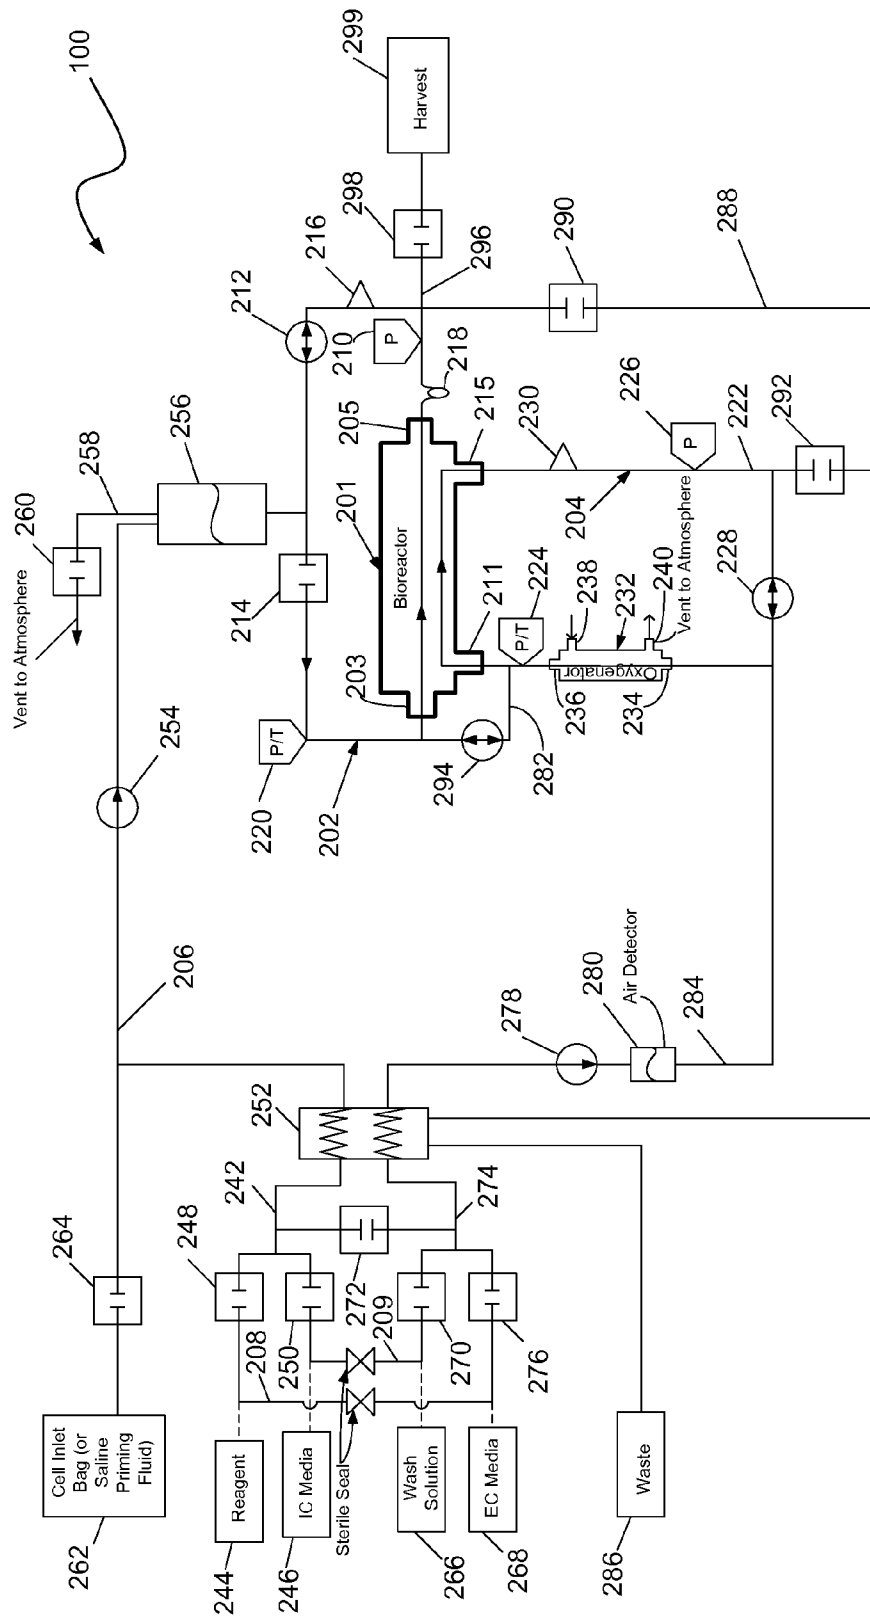 Vent to Atmosphere
260
258
100
262
Cell Inlet
Bag (or
Saline
Priming
Fluid)
264
206
254
256
244
Reagent
248
208
242
252
220
P/T
214
212
246
IC Media
250
Sterile Seal
272
209
202
201
210
P
216
298
299
203
Bioreactor
205
Harvest
266
Wash
Solution
270
274
294
211
215
218
296
268
EC Media
276
278
282
P/T
224
230
290
286
Waste
280
Air Detector
284
236
Oxygenator
234
238
232
240
Vent to Atmosphere
204
P
226
222
228
292
288